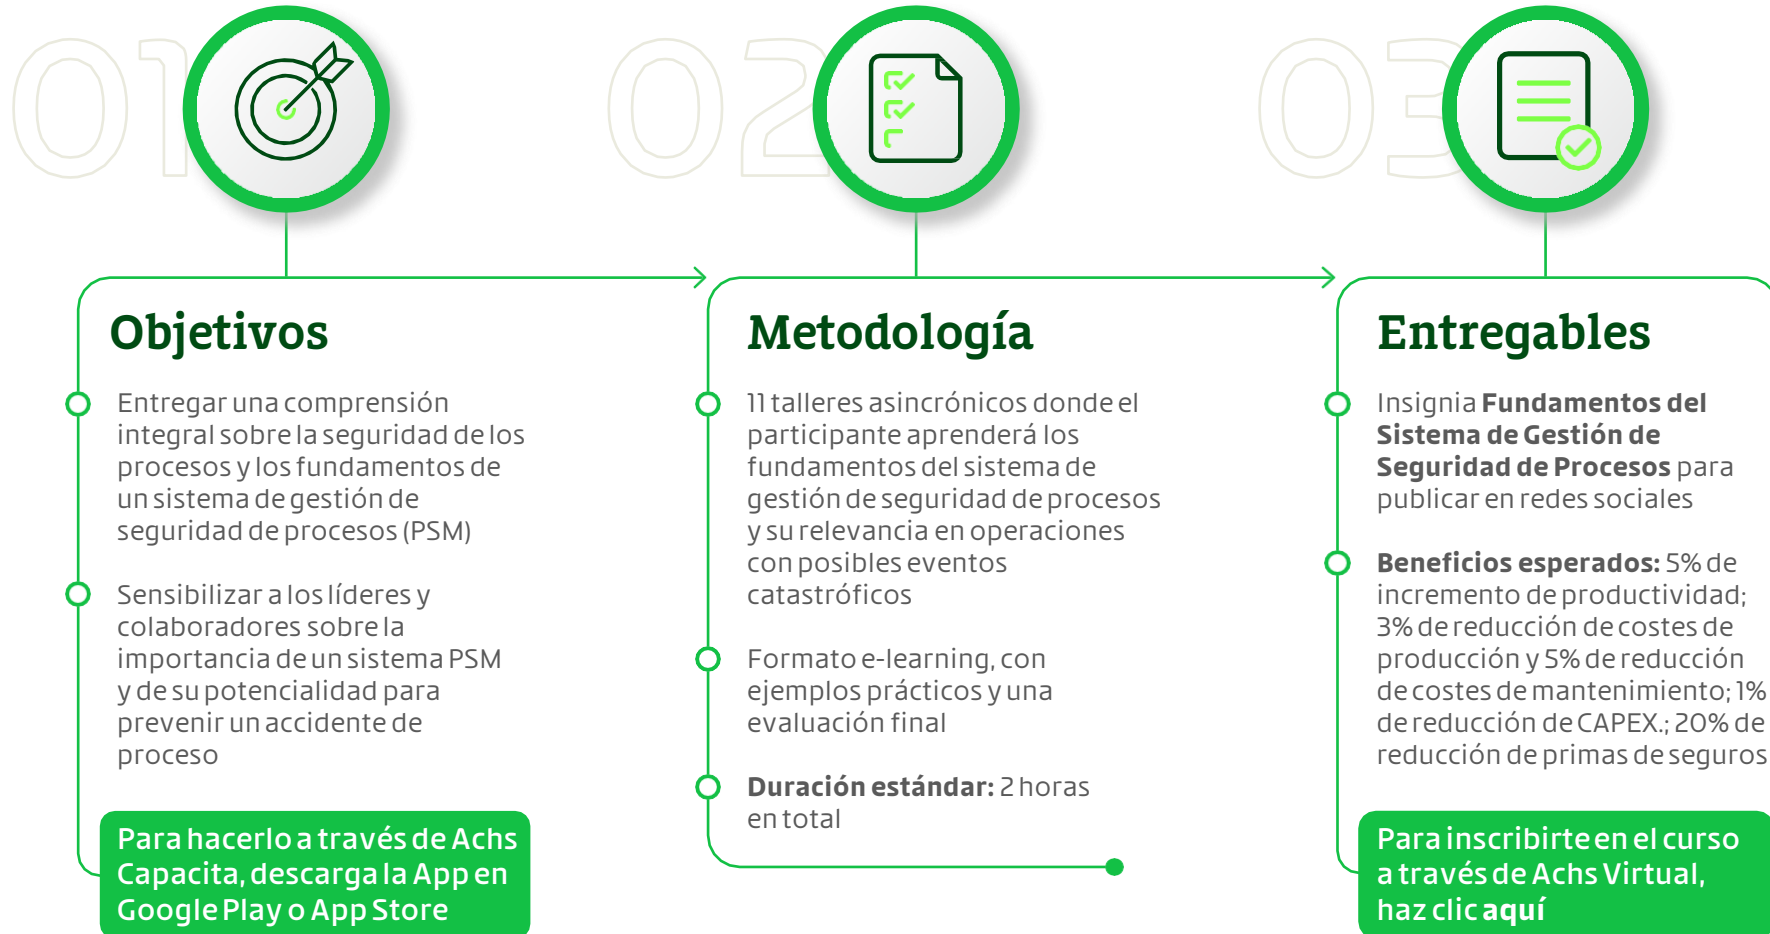 01
Objetivos
Entregar una comprensión
integral sobre la seguridad de los
procesos y los fundamentos de
un sistema de gestión de
seguridad de procesos (PSM)
Sensibilizar a los líderes y
colaboradores sobre la
importancia de un sistema PSM
y de su potencialidad para
prevenir un accidente de
proceso
Para hacerlo a través de Achs
Capacita, descarga la App en
Google Play o App Store
02
Metodología
11 talleres asincrónicos donde el
participante aprenderá los
fundamentos del sistema de
gestión de seguridad de procesos
y su relevancia en operaciones
con posibles eventos
catastróficos
Formato e-learning, con
ejemplos prácticos y una
evaluación final
Duración estándar: 2 horas
en total
03
Entregables
Insignia Fundamentos del
Sistema de Gestión de
Seguridad de Procesos para
publicar en redes sociales
Beneficios esperados: 5% de
incremento de productividad;
3% de reducción de costes de
producción y 5% de reducción
de costes de mantenimiento; 1%
de reducción de CAPEX.; 20% de
reducción de primas de seguros
Para inscribirte en el curso
a través de Achs Virtual,
haz clic aquí